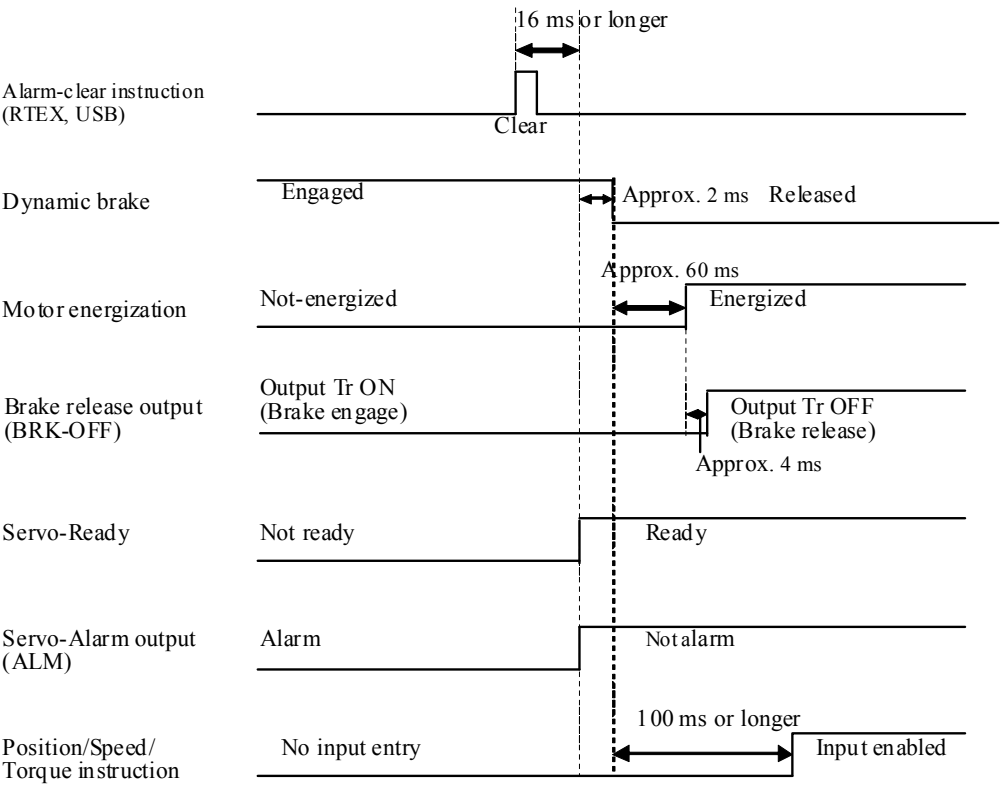 16 ms or longer
Alarm-clear instruction
(RTEX, USB)
Clear
Dynamic brake
Engaged
Approx. 2 ms Released
Approx. 60 ms
Motor energization
Not-energized
Energized
Brake release output
(BRK-OFF)
Output Tr ON
(Brake engage)
Output Tr OFF
(Brake release)
Approx. 4 ms
Servo-Ready
Not ready
Ready
Servo-Alarm output
(ALM)
Alarm
Not alarm
100 ms or longer
Position/Speed/
Torque instruction
No input entry
Input enabled